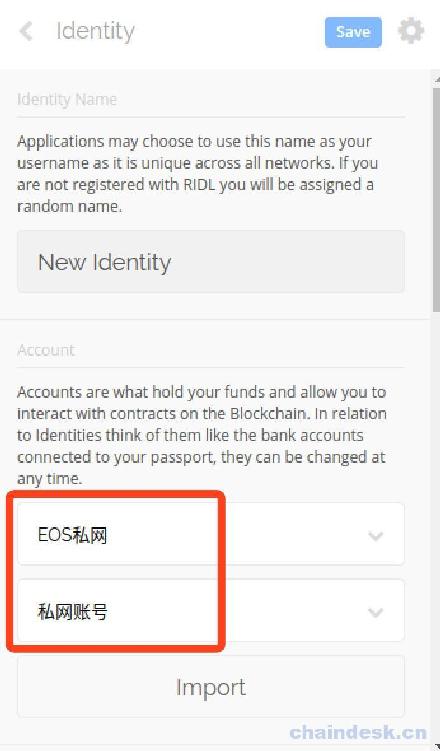 Identity
Save
Identity Name
Applications may choose to use this name as your
username as it is unique across all networks. If you
are not registered with RIDL you will be assigned a
random name.
New Identity
Account
Accounts are what hold your funds and allow you to
interact with contracts on the Blockchain. In relation
to Identities think of them like the bank accounts
connected to your passport, they can be changed at
any time.
EOS私网
私网账号
Import
chaindesk.cn